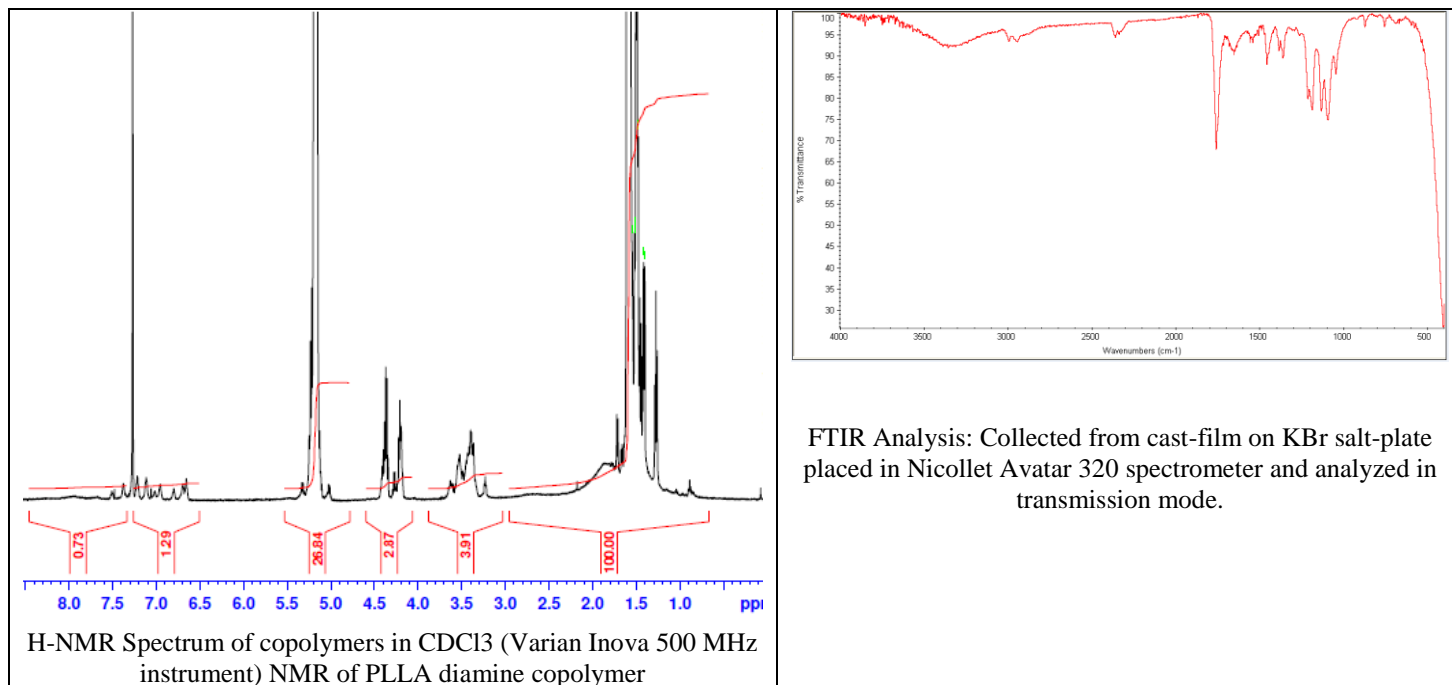 0.73
1.29
26.84
2.87
3.91
100.00
8.0 7.5 7.0 6.5 6.0 5.5 5.0 4.5 4.0 3.5 3.0 2.5 2.0 1.5 1.0 ppm
H-NMR Spectrum of copolymers in CDCl3 (Varian Inova 500 MHz
instrument) NMR of PLLA diamine copolymer
100
95
90
85
80
75
70
65
60
55
50
45
40
35
30
% Transmittance
4000 3500 3000 2500 2000 1500 1000 500
Wavenumbers (cm-1)
FTIR Analysis: Collected from cast-film on KBr salt-plate
placed in Nicollet Avatar 320 spectrometer and analyzed in
transmission mode.